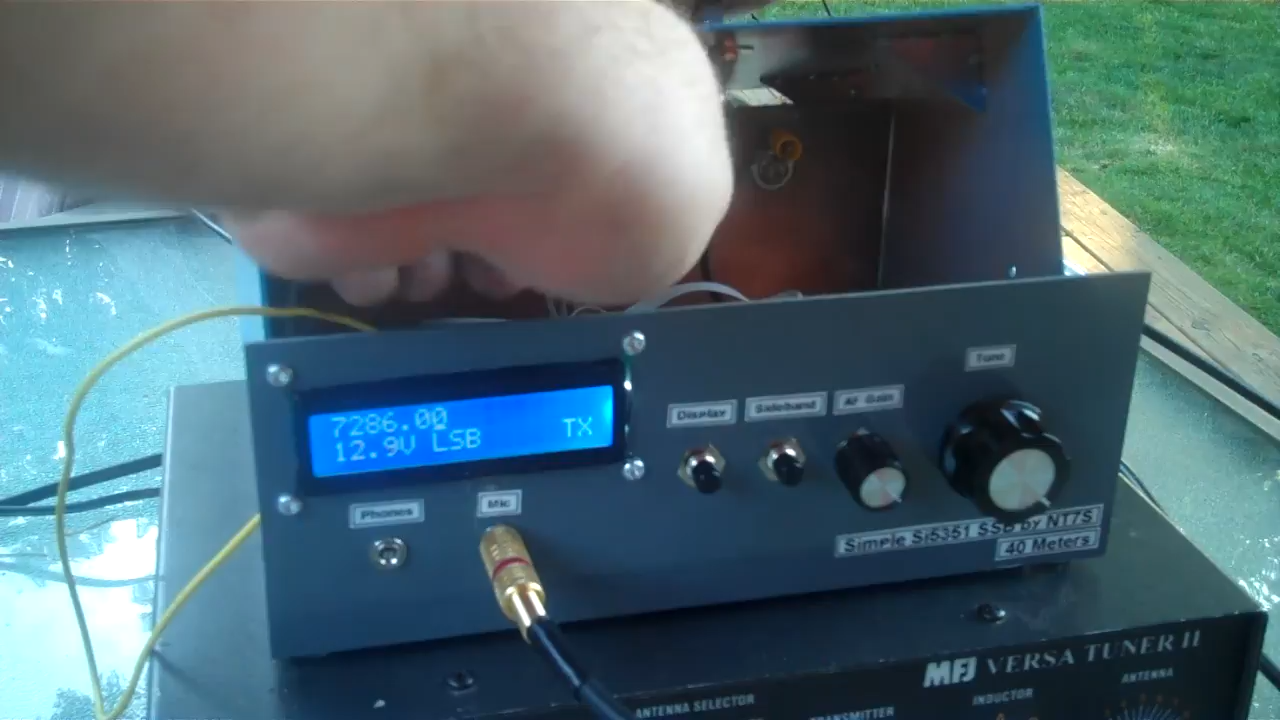 7286.00
12.9V LSB TX
Display
Sideband
AF Gain
Tune
Phones
Mic
Simple Si5351 SSB by NT7S
40 Meters
MFJ VERSA TUNER II
ANTENNA SELECTOR
TRANSMITTER
INDUCTOR
ANTENNA